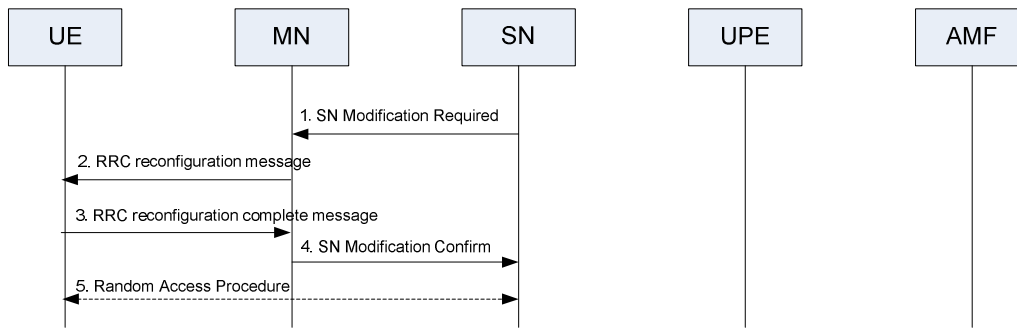 UE
MN
SN
UPE
AMF
1. SN Modification Required
2. RRC reconfiguration message
3. RRC reconfiguration complete message
4. SN Modification Confirm
5. Random Access Procedure